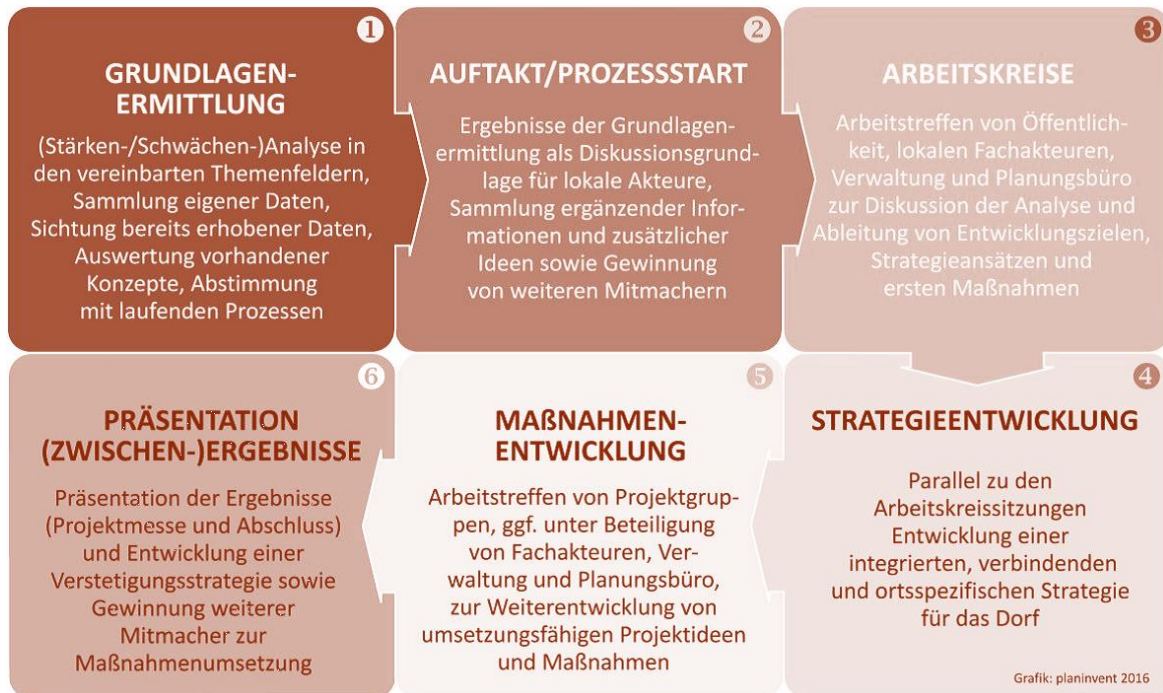 1
GRUNDLAGEN-
ERMITTLUNG
(Stärken-/Schwächen-)Analyse in
den vereinbarten Themenfeldern,
Sammlung eigener Daten,
Sichtung bereits erhobener Daten,
Auswertung vorhandener
Konzepte, Abstimmung
mit laufenden Prozessen
2
AUFTAKT/PROZESSSTART
Ergebnisse der Grundlagen-
ermittlung als Diskussionsgrund-
lage für lokale Akteure,
Sammlung ergänzender Infor-
mationen und zusätzlicher
Ideen sowie Gewinnung
von weiteren Mitmachern
3
ARBEITSKREISE
Arbeitstreffen von Öffentlich-
keit, lokalen Fachakteuren,
Verwaltung und Planungsbüro
zur Diskussion der Analyse und
Ableitung von Entwicklungszielen,
Strategieansätzen und
ersten Maßnahmen
4
STRATEGIEENTWICKLUNG
Parallel zu den
Arbeitskreissitzungen
Entwicklung einer
integrierten, verbindenden
und ortsspezifischen Strategie
für das Dorf
5
MAßNAHMEN-
ENTWICKLUNG
Arbeitstreffen von Projektgrup-
pen, ggf. unter Beteiligung
von Fachakteuren, Ver-
waltung und Planungsbüro,
zur Weiterentwicklung von
umsetzungsfähigen Projektideen
und Maßnahmen
6
PRÄSENTATION
(ZWISCHEN-)ERGEBNISSE
Präsentation der Ergebnisse
(Projektmesse und Abschluss)
und Entwicklung einer
Verstetigungsstrategie sowie
Gewinnung weiterer
Mitmacher zur
Maßnahmenumsetzung
Grafik: planinvent 2016